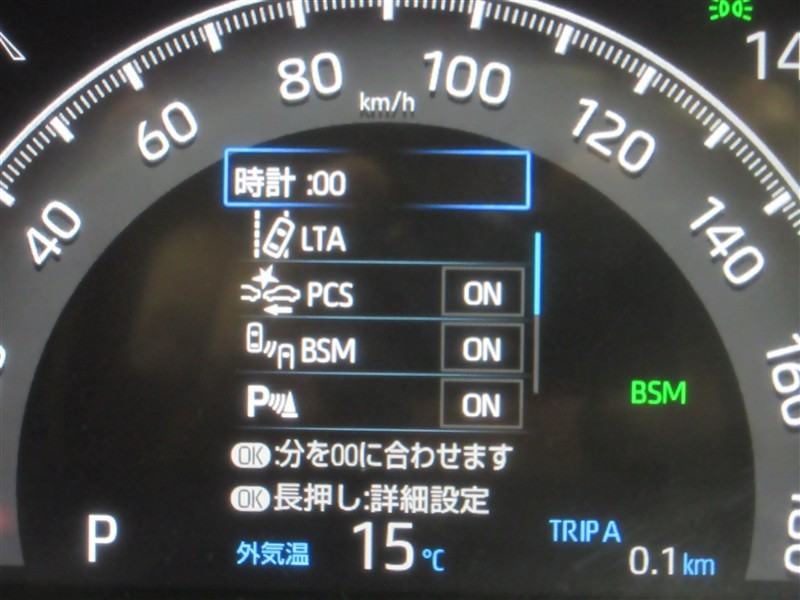 14
80
100
km/h
60
120
40
140
160
時計 :00
LTA
PCS ON
BSM ON
P ON
BSM
OK:分を00に合わせます
OK長押し:詳細設定
P
外気温 15℃
TRIP A
0.1km